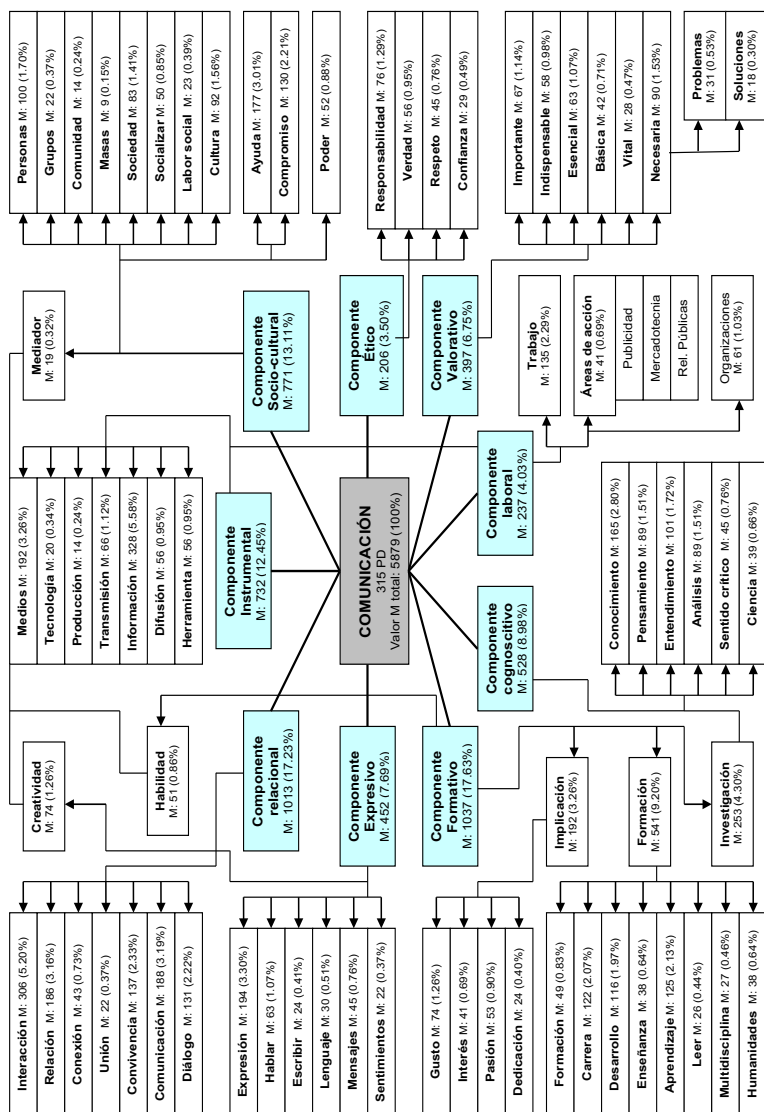 Interacción M: 306 (5.20%)
Relación M: 186 (3.16%)
Conexión M: 43 (0.73%)
Unión M: 22 (0.37%)
Convivencia M: 137 (2.33%)
Comunicación M: 188 (3.19%)
Diálogo M: 131 (2.22%)
Creatividad
M: 74 (1.26%)
Medios M: 192 (3.26%)
Tecnología M: 20 (0.34%)
Producción M: 14 (0.24%)
Transmisión M: 66 (1.12%)
Información M: 328 (5.58%)
Difusión M: 56 (0.95%)
Herramienta M: 56 (0.95%)
Mediador
M: 19 (0.32%)
Personas M: 100 (1.70%)
Grupos M: 22 (0.37%)
Comunidad M: 14 (0.24%)
Masas M: 9 (0.15%)
Sociedad M: 83 (1.41%)
Socializar M: 50 (0.85%)
Labor social M: 23 (0.39%)
Cultura M: 92 (1.56%)
Habilidad
M: 51 (0.86%)
Componente
relacional
M: 1013 (17.23%)
Componente
Instrumental
M: 732 (12.45%)
Componente
Socio-cultural
M: 771 (13.11%)
Ayuda M: 177 (3.01%)
Compromiso M: 130 (2.21%)
Poder M: 52 (0.88%)
Expresión M: 194 (3.30%)
Hablar M: 63 (1.07%)
Escribir M: 24 (0.41%)
Lenguaje M: 30 (0.51%)
Mensajes M: 45 (0.76%)
Sentimientos M: 22 (0.37%)
Componente
Expresivo
M: 452 (7.69%)
COMUNICACIÓN
315 PD
Valor M total: 5879 (100%)
Componente
Ético
M: 206 (3.50%)
Responsabilidad M: 76 (1.29%)
Verdad M: 56 (0.95%)
Respeto M: 45 (0.76%)
Confianza M: 29 (0.49%)
Gusto M: 74 (1.26%)
Interés M: 41 (0.69%)
Pasión M: 53 (0.90%)
Dedicación M: 24 (0.40%)
Componente
Formativo
M: 1037 (17.63%)
Componente
cognoscitivo
M: 528 (8.98%)
Componente
laboral
M: 237 (4.03%)
Componente
Valorativo
M: 397 (6.75%)
Importante M: 67 (1.14%)
Indispensable M: 58 (0.98%)
Esencial M: 63 (1.07%)
Básica M: 42 (0.71%)
Vital M: 28 (0.47%)
Necesaria M: 90 (1.53%)
Implicación
M: 192 (3.26%)
Formación
M: 541 (9.20%)
Investigación
M: 253 (4.30%)
Formación M: 49 (0.83%)
Carrera M: 122 (2.07%)
Desarrollo M: 116 (1.97%)
Enseñanza M: 38 (0.64%)
Aprendizaje M: 125 (2.13%)
Leer M: 26 (0.44%)
Multidisciplina M: 27 (0.46%)
Humanidades M: 38 (0.64%)
Conocimiento M: 165 (2.80%)
Pensamiento M: 89 (1.51%)
Entendimiento M: 101 (1.72%)
Análisis M: 89 (1.51%)
Sentido crítico M: 45 (0.76%)
Ciencia M: 39 (0.66%)
Trabajo
M: 135 (2.29%)
Áreas de acción
M: 41 (0.69%)
Publicidad
Mercadotecnia
Rel. Públicas
Organizaciones
M: 61 (1.03%)
Problemas
M: 31 (0.53%)
Soluciones
M: 18 (0.30%)